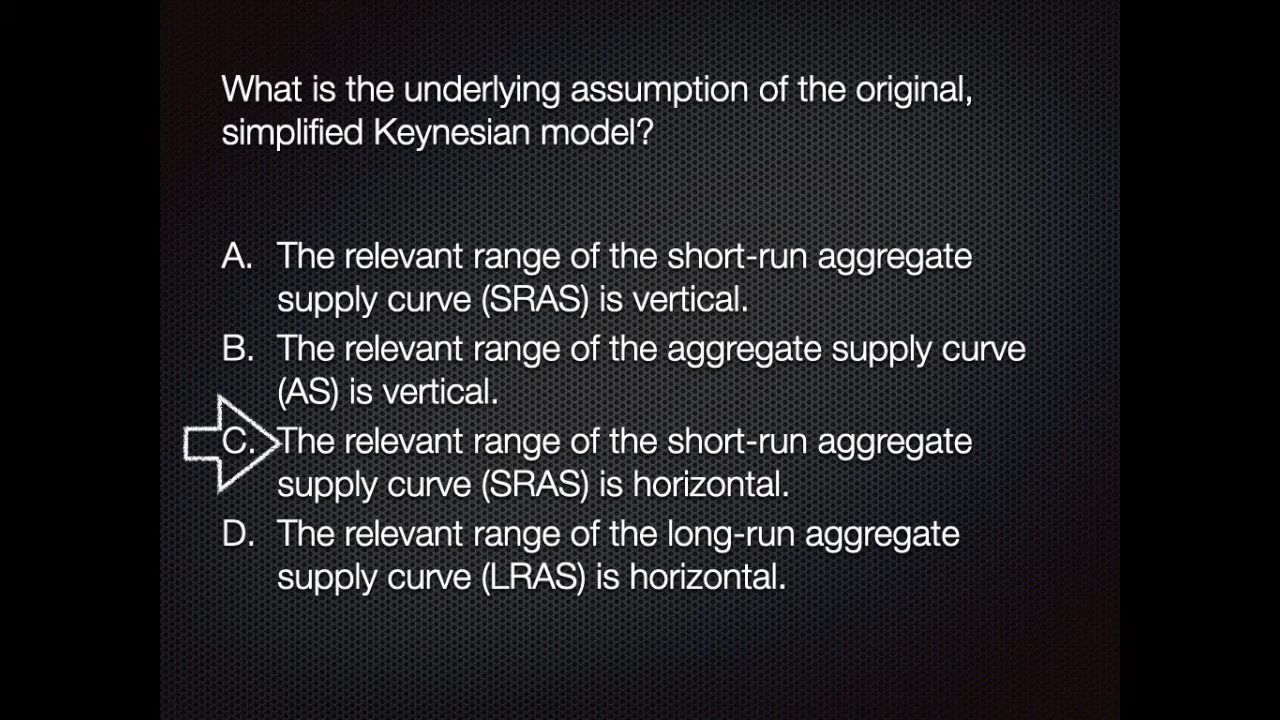 What is the underlying assumption of the original,
simplified Keynesian model?
A. The relevant range of the short-run aggregate
supply curve (SRAS) is vertical.
B. The relevant range of the aggregate supply curve
(AS) is vertical.
C. The relevant range of the short-run aggregate
supply curve (SRAS) is horizontal.
D. The relevant range of the long-run aggregate
supply curve (LRAS) is horizontal.